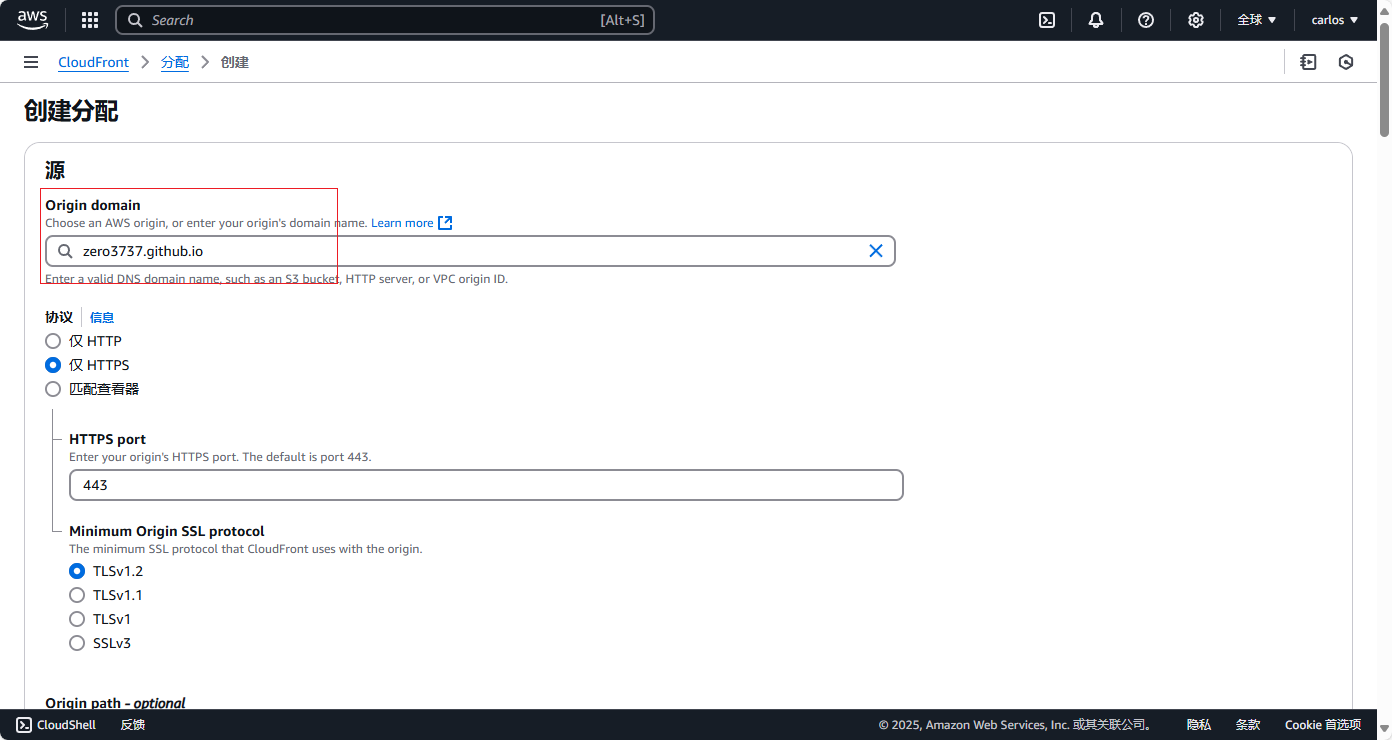 aws
Search [Alt+S] 全球 carlos
CloudFront 分配 创建
创建分配
源
Origin domain
Choose an AWS origin, or enter your origin's domain name. Learn more
zero3737.github.io
Enter a valid DNS domain name, such as an S3 bucket, HTTP server, or VPC origin ID.
协议 信息
仅 HTTP
仅 HTTPS
匹配查看器
HTTPS port
Enter your origin's HTTPS port. The default is port 443.
443
Minimum Origin SSL protocol
The minimum SSL protocol that CloudFront uses with the origin.
TLSv1.2
TLSv1.1
TLSv1
SSLv3
Origin path - optional
CloudShell 反馈 © 2025, Amazon Web Services, Inc. 或其关联公司。 隐私 条款 Cookie 首选项